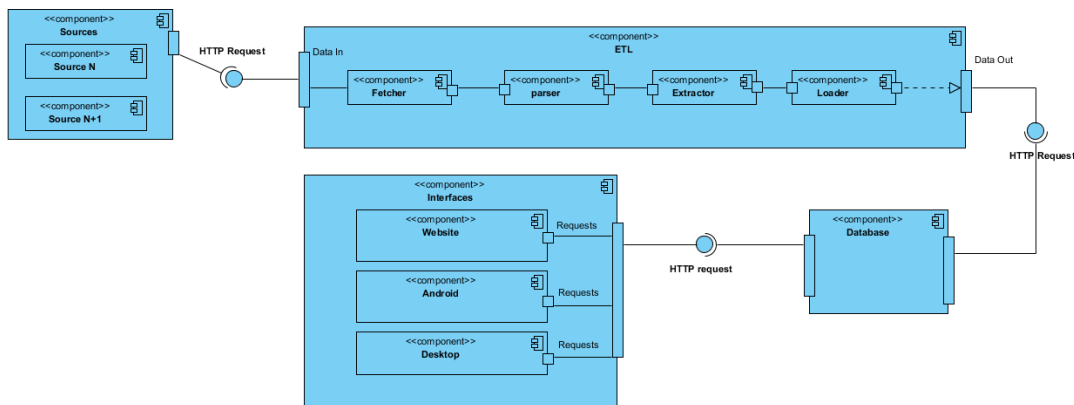 <<component>>
Sources
<<component>>
Source N
<<component>>
Source N+1
HTTP Request
<<component>>
ETL
Data In
<<component>>
Fetcher
<<component>>
parser
<<component>>
Extractor
<<component>>
Loader
Data Out
HTTP Request
<<component>>
Interfaces
<<component>>
Website
Requests
<<component>>
Android
Requests
<<component>>
Desktop
Requests
HTTP request
<<component>>
Database